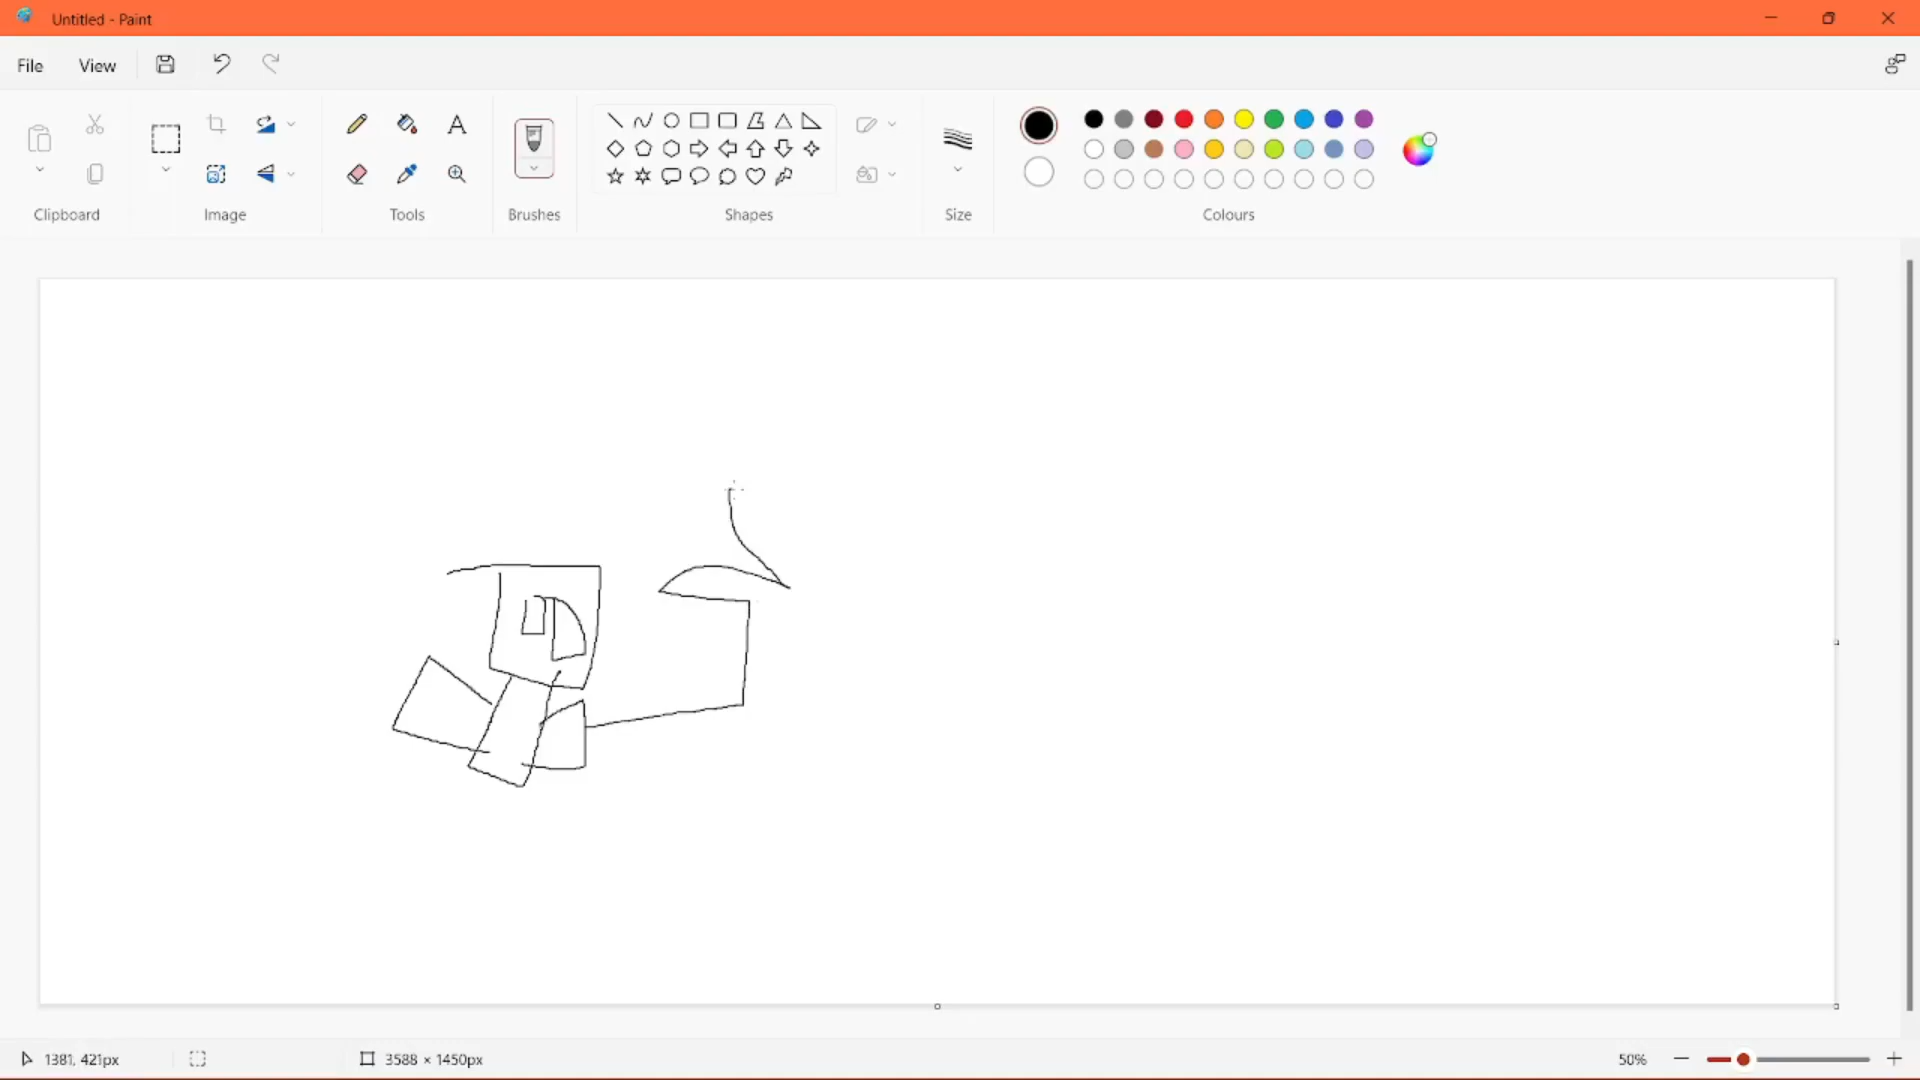 Untitled - Paint
File View
Clipboard Image Tools Brushes Shapes Size Colours
1381, 421px 3588 × 1450px 50%